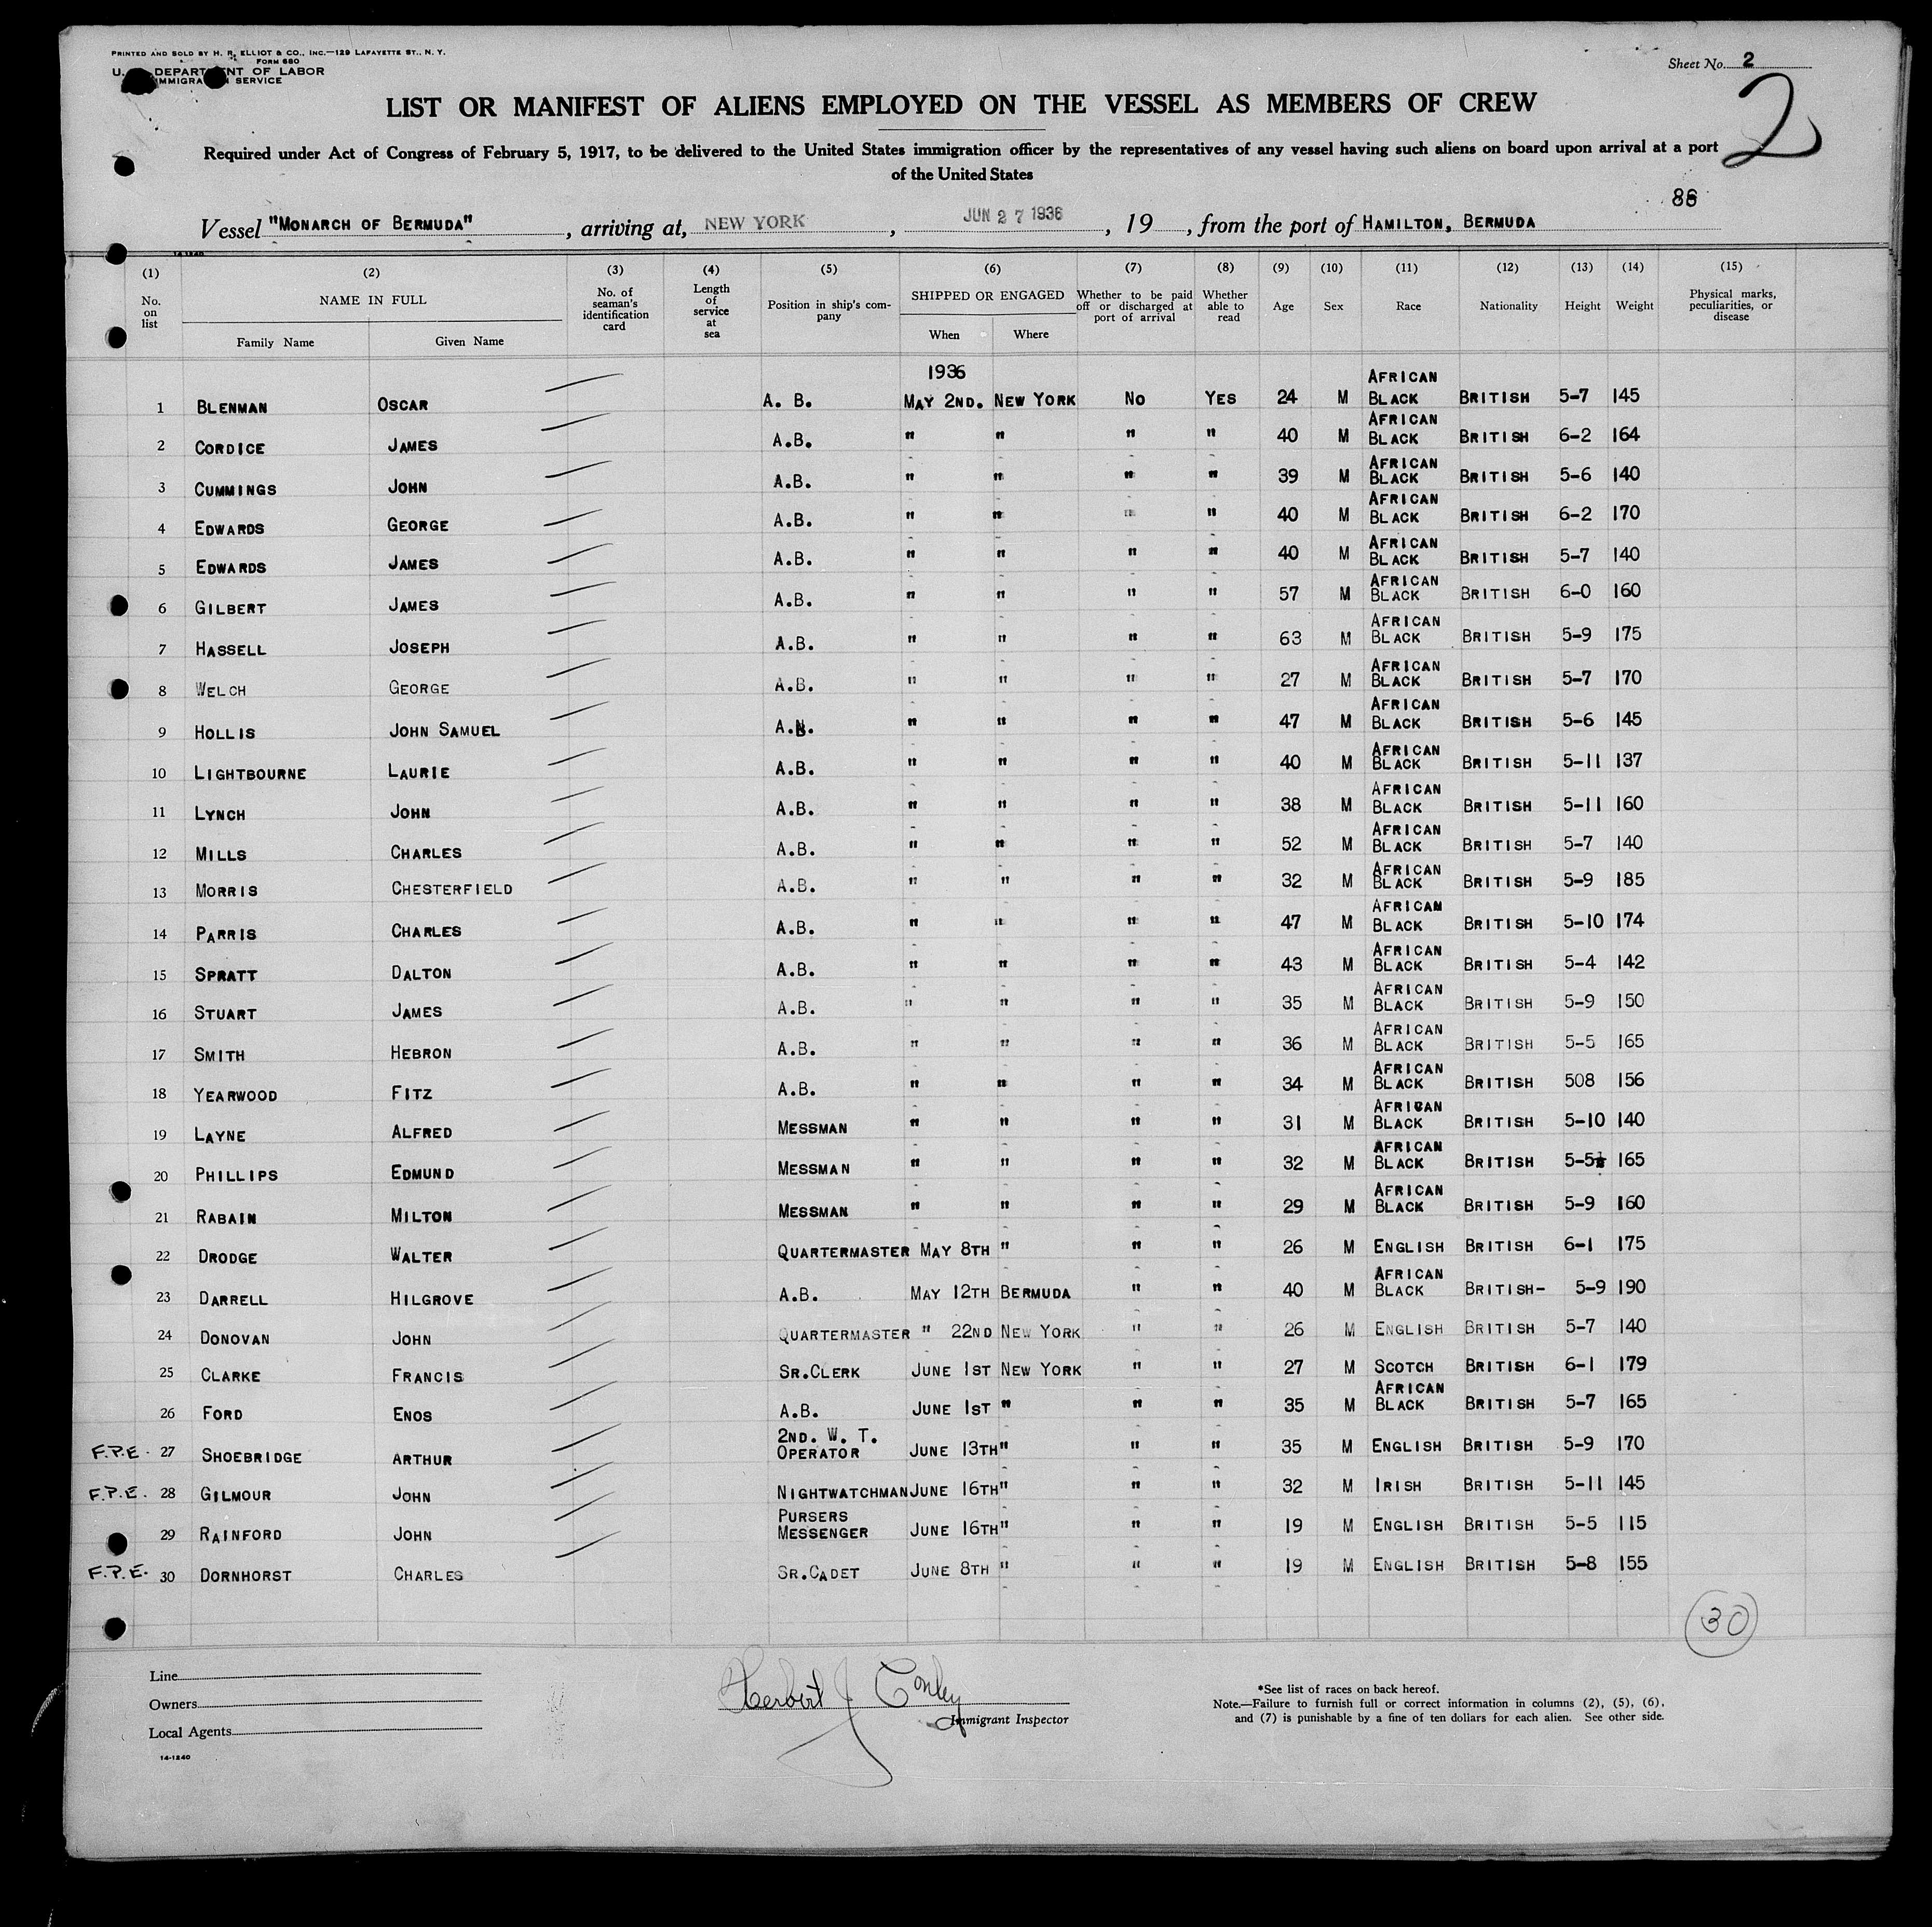 PRINTED AND SOLD BY H. R. ELLIOT & CO., INC.—129 LAFAYETTE ST., N. Y.
FORM 680
U. DEPARTMENT OF LABOR
IMMIGRATION SERVICE
Sheet No. 2
2
LIST OR MANIFEST OF ALIENS EMPLOYED ON THE VESSEL AS MEMBERS OF CREW
Required under Act of Congress of February 5, 1917, to be delivered to the United States immigration officer by the representatives of any vessel having such aliens on board upon arrival at a port
of the United States
86
Vessel "MONARCH OF BERMUDA", arriving at, NEW YORK, JUN 27 1936, 19, from the port of HAMILTON, BERMUDA
14-1240
(1) (2) (3) (4) (5) (6) (7) (8) (9) (10) (11) (12) (13) (14) (15)
No. on list NAME IN FULL Family Name Given Name No. of seaman's identification card Length of service at sea Position in ship's company SHIPPED OR ENGAGED When Where Whether to be paid off or discharged at port of arrival Whether able to read Age Sex Race Nationality Height Weight Physical marks, peculiarities, or disease
1936
1 BLENMAN OSCAR A. B. MAY 2ND. NEW YORK NO YES 24 M AFRICAN BLACK BRITISH 5-7 145
2 CORDICE JAMES A.B. " " " " 40 M AFRICAN BLACK BRITISH 6-2 164
3 CUMMINGS JOHN A.B. " " " " 39 M AFRICAN BLACK BRITISH 5-6 140
4 EDWARDS GEORGE A.B. " " " " 40 M AFRICAN BLACK BRITISH 6-2 170
5 EDWARDS JAMES A.B. " " " " 40 M AFRICAN BLACK BRITISH 5-7 140
6 GILBERT JAMES A.B. " " " " 57 M AFRICAN BLACK BRITISH 6-0 160
7 HASSELL JOSEPH A.B. " " " " 63 M AFRICAN BLACK BRITISH 5-9 175
8 WELCH GEORGE A.B. " " " " 27 M AFRICAN BLACK BRITISH 5-7 170
9 HOLLIS JOHN SAMUEL A.B. " " " " 47 M AFRICAN BLACK BRITISH 5-6 145
10 LIGHTBOURNE LAURIE A.B. " " " " 40 M AFRICAN BLACK BRITISH 5-11 137
11 LYNCH JOHN A.B. " " " " 38 M AFRICAN BLACK BRITISH 5-11 160
12 MILLS CHARLES A.B. " " " " 52 M AFRICAN BLACK BRITISH 5-7 140
13 MORRIS CHESTERFIELD A.B. " " " " 32 M AFRICAN BLACK BRITISH 5-9 185
14 PARRIS CHARLES A.B. " " " " 47 M AFRICAM BLACK BRITISH 5-10 174
15 SPRATT DALTON A.B. " " " " 43 M AFRICAN BLACK BRITISH 5-4 142
16 STUART JAMES A.B. " " " " 35 M AFRICAN BLACK BRITISH 5-9 150
17 SMITH HEBRON A.B. " " " " 36 M AFRICAN BLACK BRITISH 5-5 165
18 YEARWOOD FITZ A.B. " " " " 34 M AFRICAN BLACK BRITISH 508 156
19 LAYNE ALFRED MESSMAN " " " " 31 M AFRICAN BLACK BRITISH 5-10 140
20 PHILLIPS EDMUND MESSMAN " " " " 32 M AFRICAN BLACK BRITISH 5-5½ 165
21 RABAIN MILTON MESSMAN " " " " 29 M AFRICAN BLACK BRITISH 5-9 160
22 DRODGE WALTER QUARTERMASTER MAY 8TH " " " 26 M ENGLISH BRITISH 6-1 175
23 DARRELL HILGROVE A.B. MAY 12TH BERMUDA " " 40 M AFRICAN BLACK BRITISH- 5-9 190
24 DONOVAN JOHN QUARTERMASTER " 22ND NEW YORK " " 26 M ENGLISH BRITISH 5-7 140
25 CLARKE FRANCIS SR.CLERK JUNE 1ST NEW YORK " " 27 M SCOTCH BRITISH 6-1 179
26 FORD ENOS A.B. JUNE 1ST " " " 35 M AFRICAN BLACK BRITISH 5-7 165
F.P.E. 27 SHOEBRIDGE ARTHUR 2ND. W. T. OPERATOR JUNE 13TH " " " 35 M ENGLISH BRITISH 5-9 170
F.P.E. 28 GILMOUR JOHN NIGHTWATCHMAN JUNE 16TH " " " 32 M IRISH BRITISH 5-11 145
29 RAINFORD JOHN PURSERS MESSENGER JUNE 16TH " " " 19 M ENGLISH BRITISH 5-5 115
F.P.E. 30 DORNHORST CHARLES SR.CADET JUNE 8TH " " " 19 M ENGLISH BRITISH 5-8 155
30
Line
Owners
Local Agents
14-1240
Herbert J Conley
Immigrant Inspector
*See list of races on back hereof.
Note.—Failure to furnish full or correct information in columns (2), (5), (6),
and (7) is punishable by a fine of ten dollars for each alien. See other side.